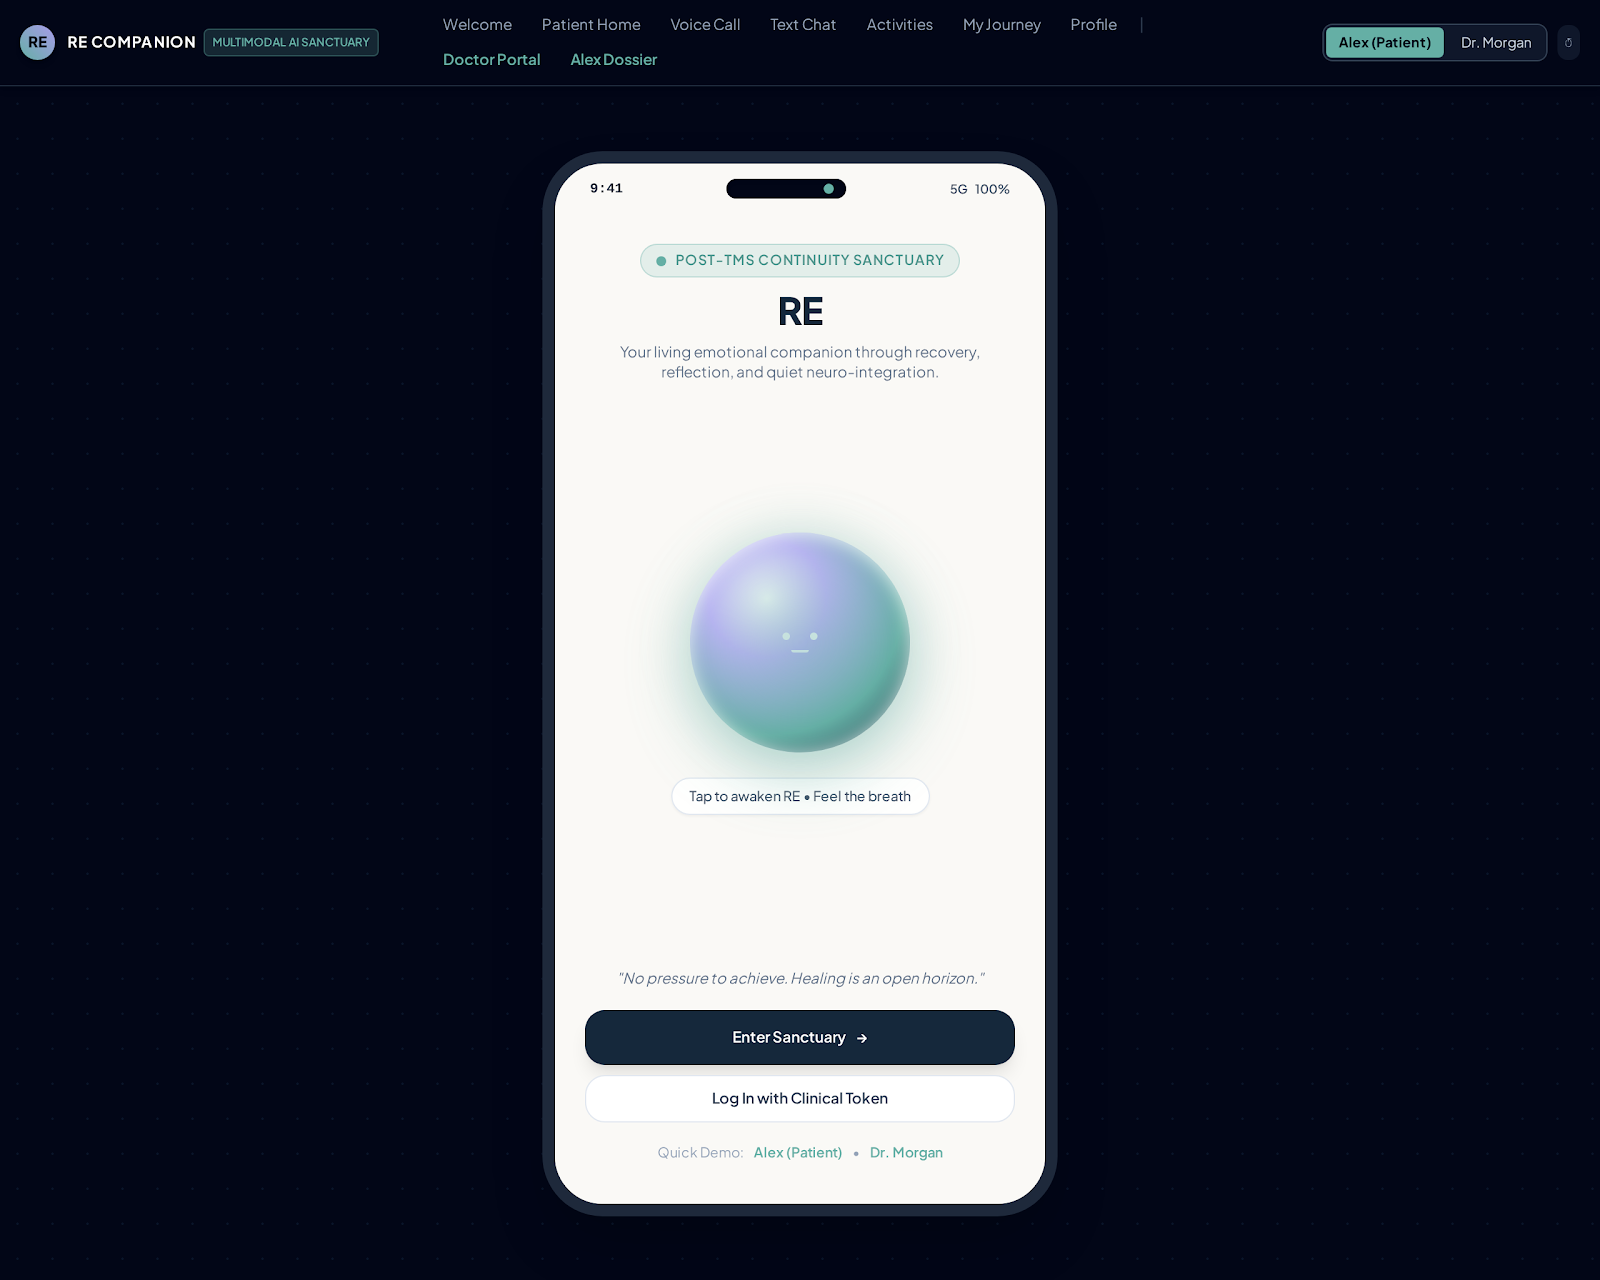 RE
RE COMPANION
MULTIMODAL AI SANCTUARY
Welcome
Patient Home
Voice Call
Text Chat
Activities
My Journey
Profile
|
Doctor Portal
Alex Dossier
Alex (Patient)
Dr. Morgan
9:41
5G 100%
POST-TMS CONTINUITY SANCTUARY
RE
Your living emotional companion through recovery,
reflection, and quiet neuro-integration.
Tap to awaken RE • Feel the breath
"No pressure to achieve. Healing is an open horizon."
Enter Sanctuary →
Log In with Clinical Token
Quick Demo: Alex (Patient) • Dr. Morgan